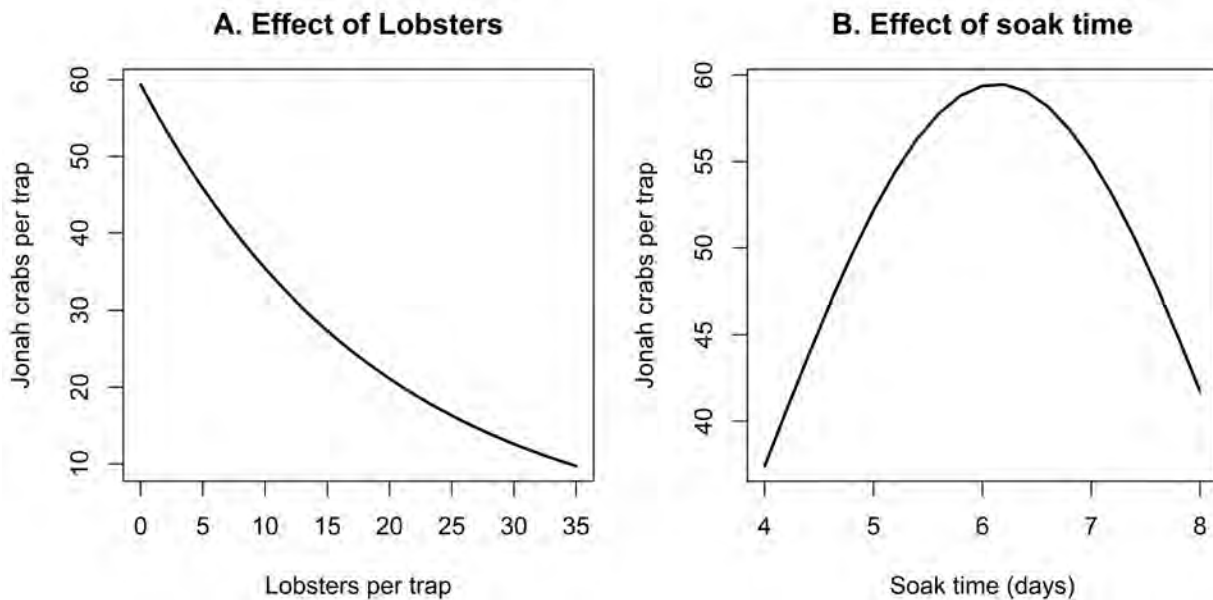 A. Effect of Lobsters
60
50
40
30
20
10
Jonah crabs per trap
0 5 10 15 20 25 30 35
Lobsters per trap
B. Effect of soak time
60
55
50
45
40
Jonah crabs per trap
4 5 6 7 8
Soak time (days)